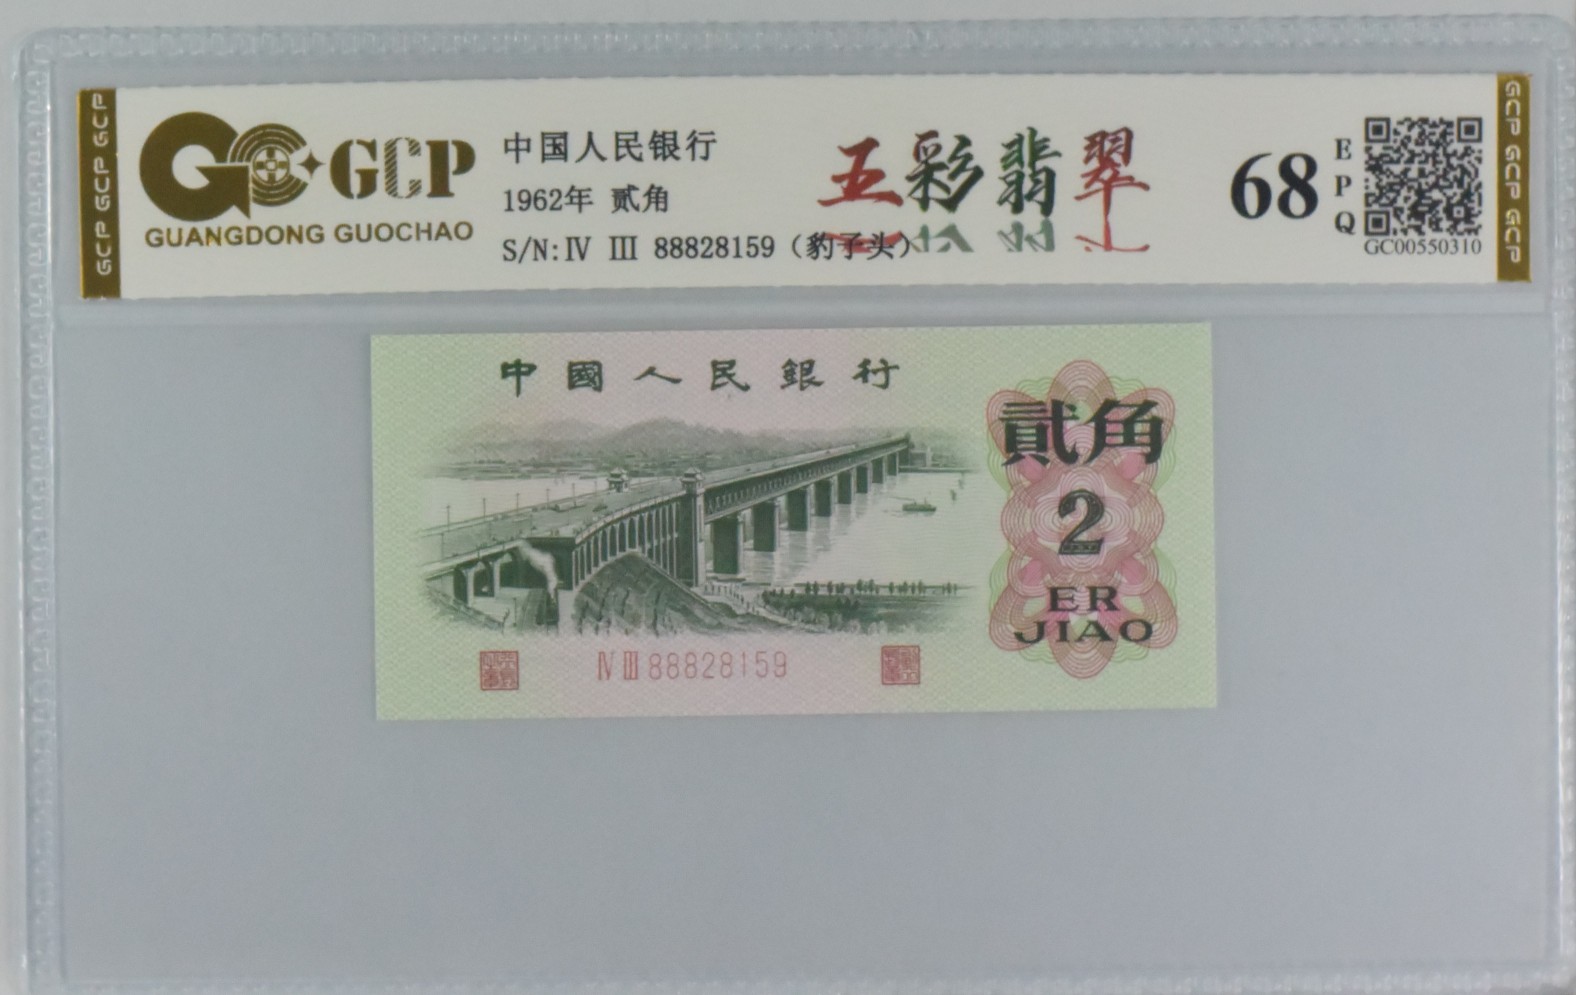 GCP GCP GCP
GCP
GUANGDONG GUOCHAO
中国人民银行
1962年 贰角
S/N:Ⅳ Ⅲ 88828159（豹子头）
五彩翡翠
68
EPQ
GC00550310
GCP GCP GCP
中國人民銀行
貳角
2
ER
JIAO
Ⅳ Ⅲ 88828159